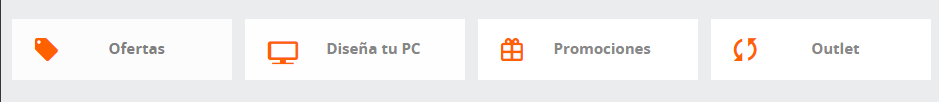 Ofertas
Diseña tu PC
Promociones
Outlet